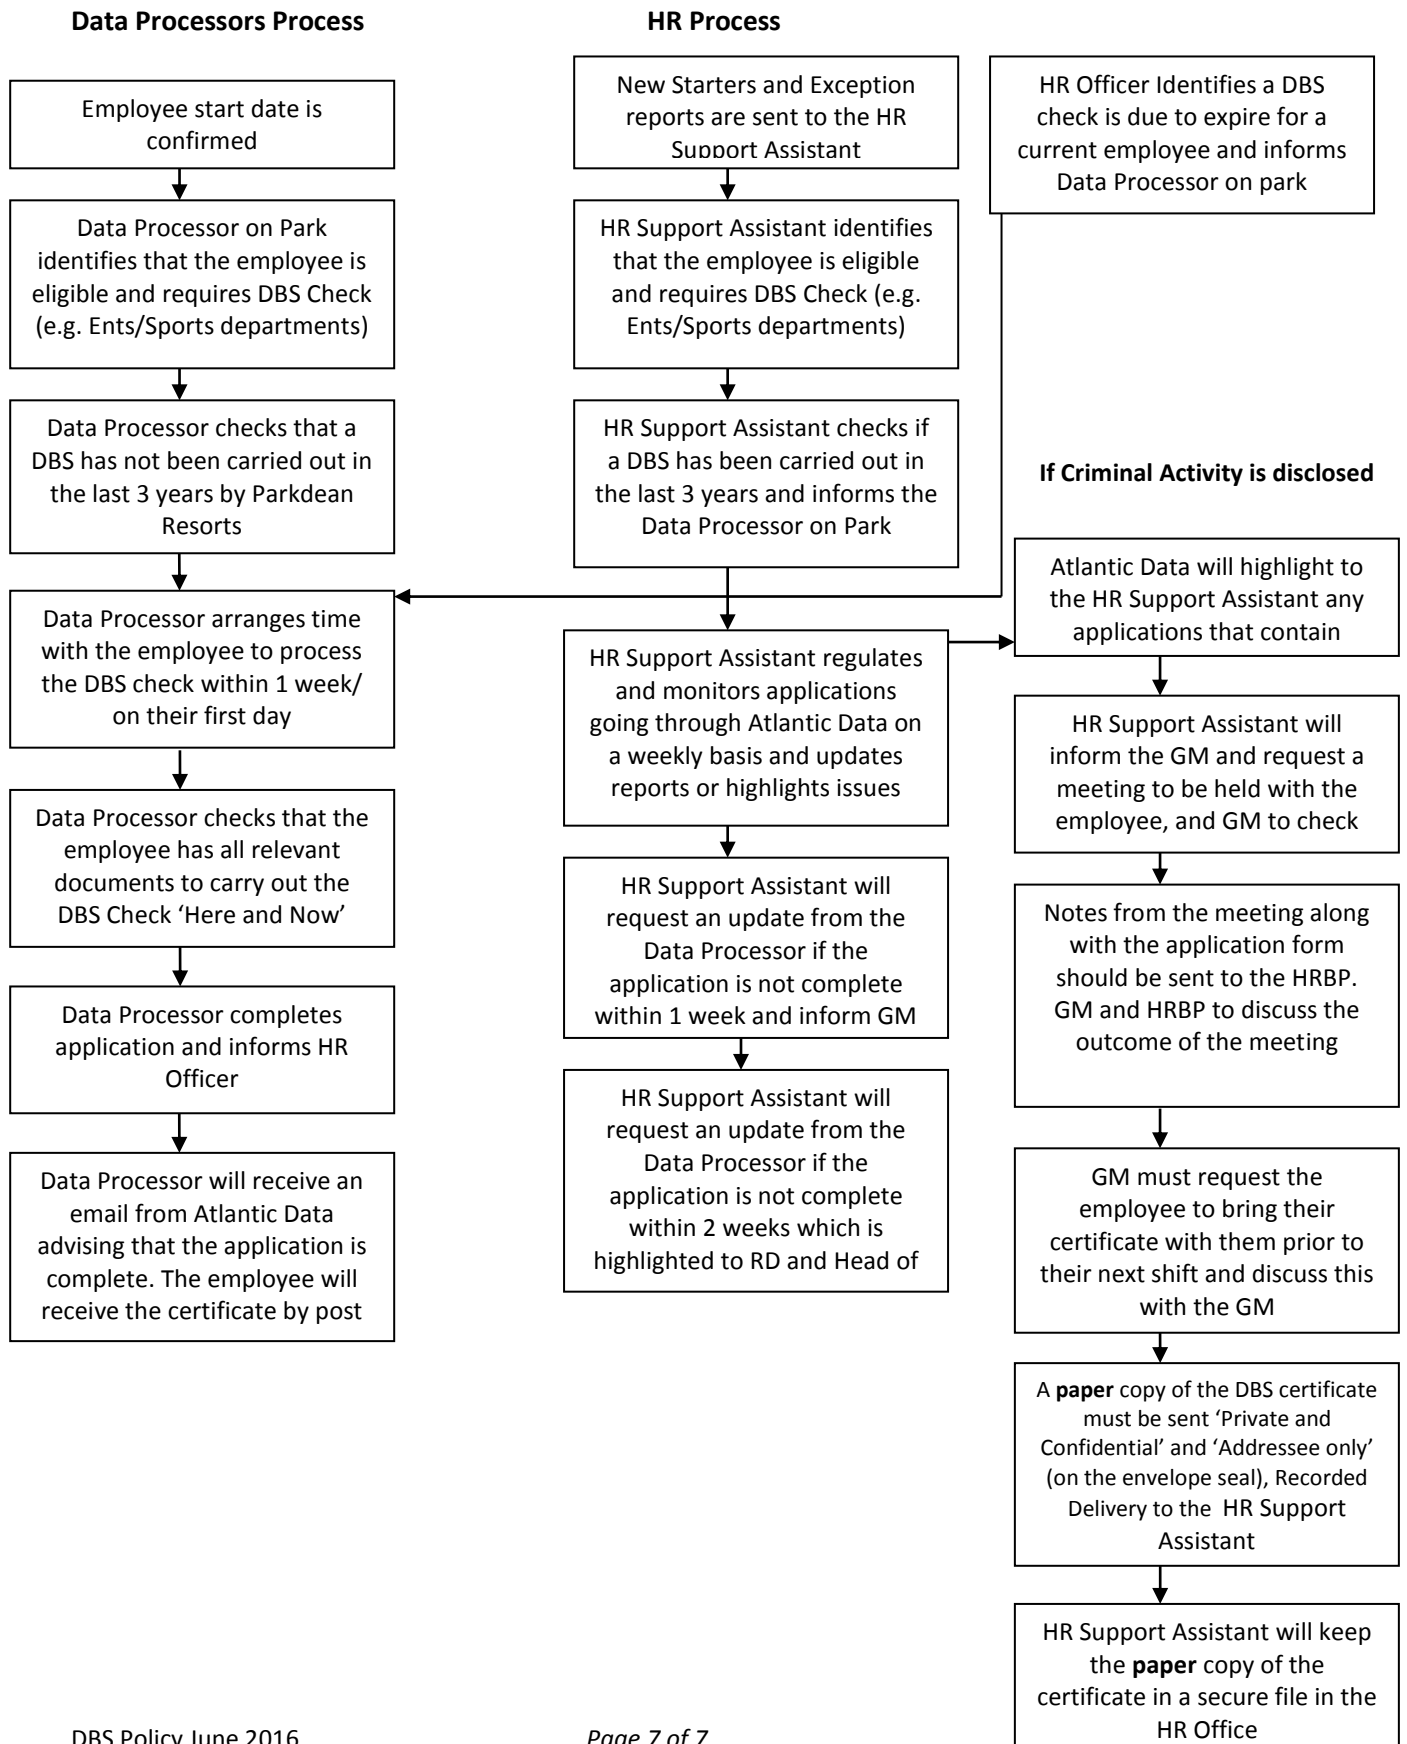 Data Processors Process
Employee start date is
confirmed
Data Processor on Park
identifies that the employee is
eligible and requires DBS Check
(e.g. Ents/Sports departments)
Data Processor checks that a
DBS has not been carried out in
the last 3 years by Parkdean
Resorts
Data Processor arranges time
with the employee to process
the DBS check within 1 week/
on their first day
Data Processor checks that the
employee has all relevant
documents to carry out the
DBS Check ‘Here and Now’
Data Processor completes
application and informs HR
Officer
Data Processor will receive an
email from Atlantic Data
advising that the application is
complete. The employee will
receive the certificate by post
HR Process
New Starters and Exception
reports are sent to the HR
Support Assistant
HR Support Assistant identifies
that the employee is eligible
and requires DBS Check (e.g.
Ents/Sports departments)
HR Support Assistant checks if
a DBS has been carried out in
the last 3 years and informs the
Data Processor on Park
HR Support Assistant regulates
and monitors applications
going through Atlantic Data on
a weekly basis and updates
reports or highlights issues
HR Support Assistant will
request an update from the
Data Processor if the
application is not complete
within 1 week and inform GM
HR Support Assistant will
request an update from the
Data Processor if the
application is not complete
within 2 weeks which is
highlighted to RD and Head of
HR Officer Identifies a DBS
check is due to expire for a
current employee and informs
Data Processor on park
If Criminal Activity is disclosed
Atlantic Data will highlight to
the HR Support Assistant any
applications that contain
HR Support Assistant will
inform the GM and request a
meeting to be held with the
employee, and GM to check
Notes from the meeting along
with the application form
should be sent to the HRBP.
GM and HRBP to discuss the
outcome of the meeting
GM must request the
employee to bring their
certificate with them prior to
their next shift and discuss this
with the GM
A paper copy of the DBS certificate
must be sent ‘Private and
Confidential’ and ‘Addressee only’
(on the envelope seal), Recorded
Delivery to the HR Support
Assistant
HR Support Assistant will keep
the paper copy of the
certificate in a secure file in the
HR Office
DBS Policy June 2016
Page 7 of 7